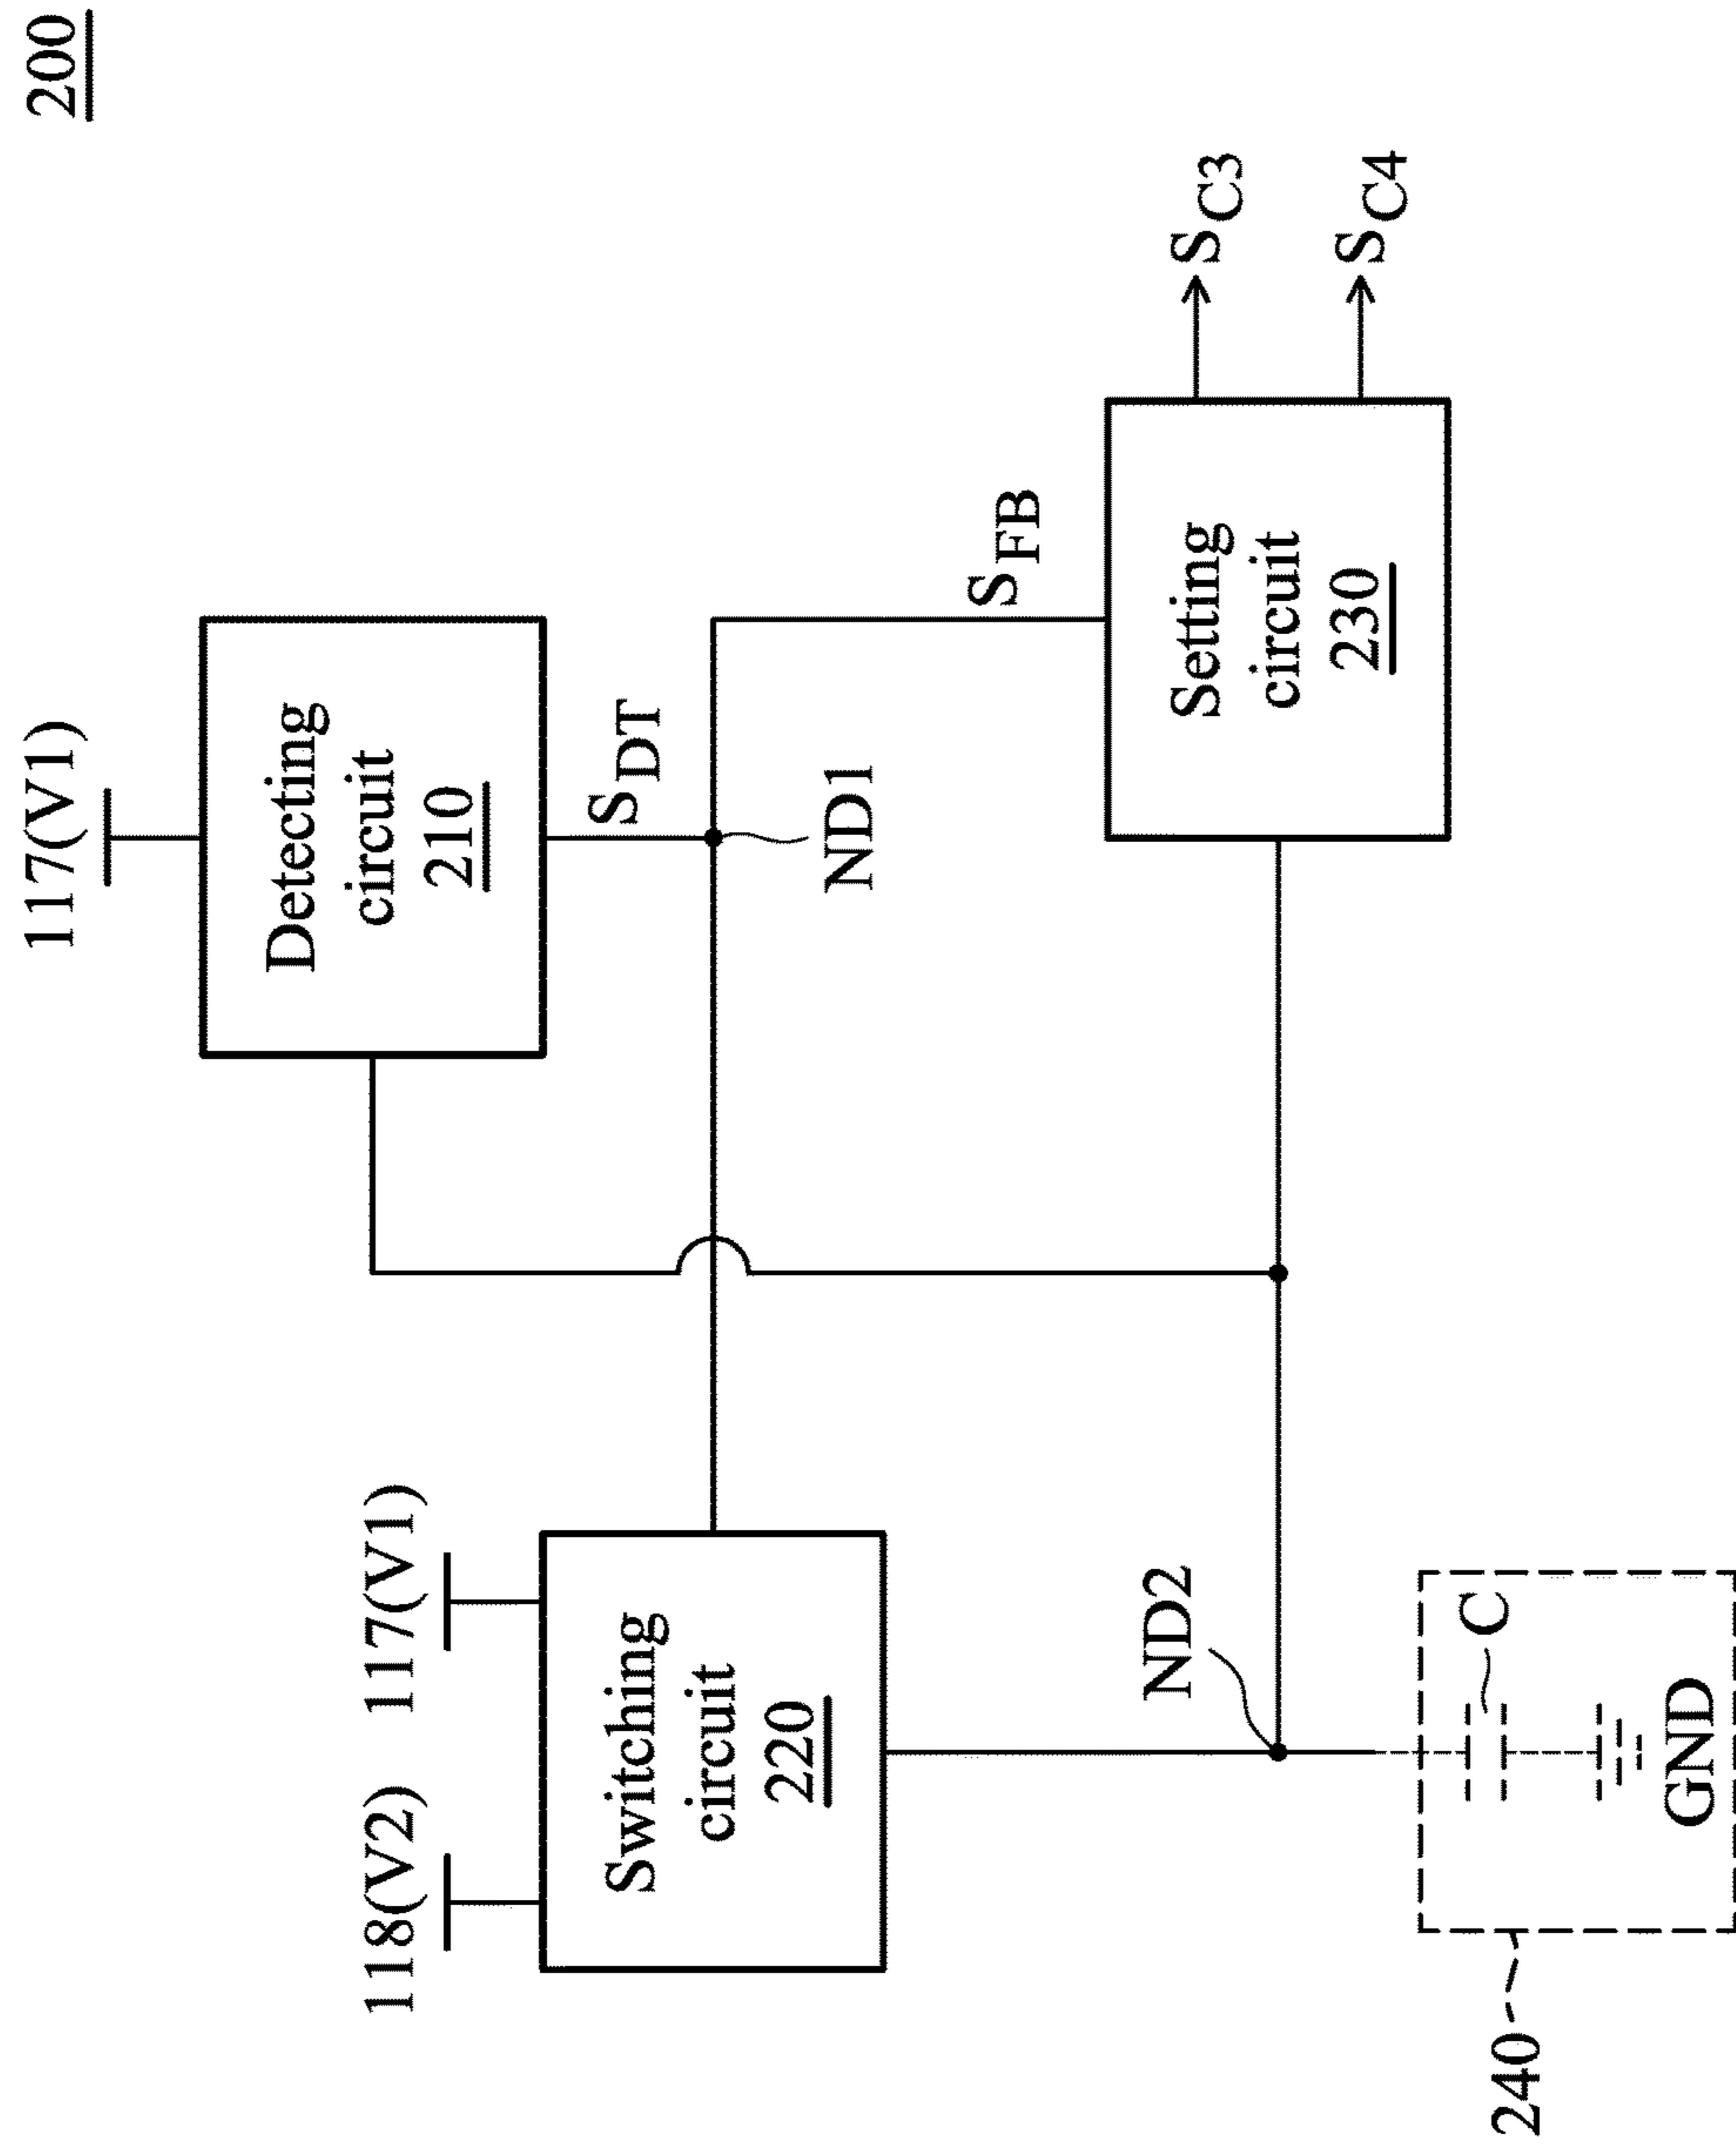 200
117(V1)
Detecting
circuit
210
118(V2)
117(V1)
Switching
circuit
220
SDT
ND1
SFB
Setting
circuit
230
SC3
SC4
ND2
C
GND
240